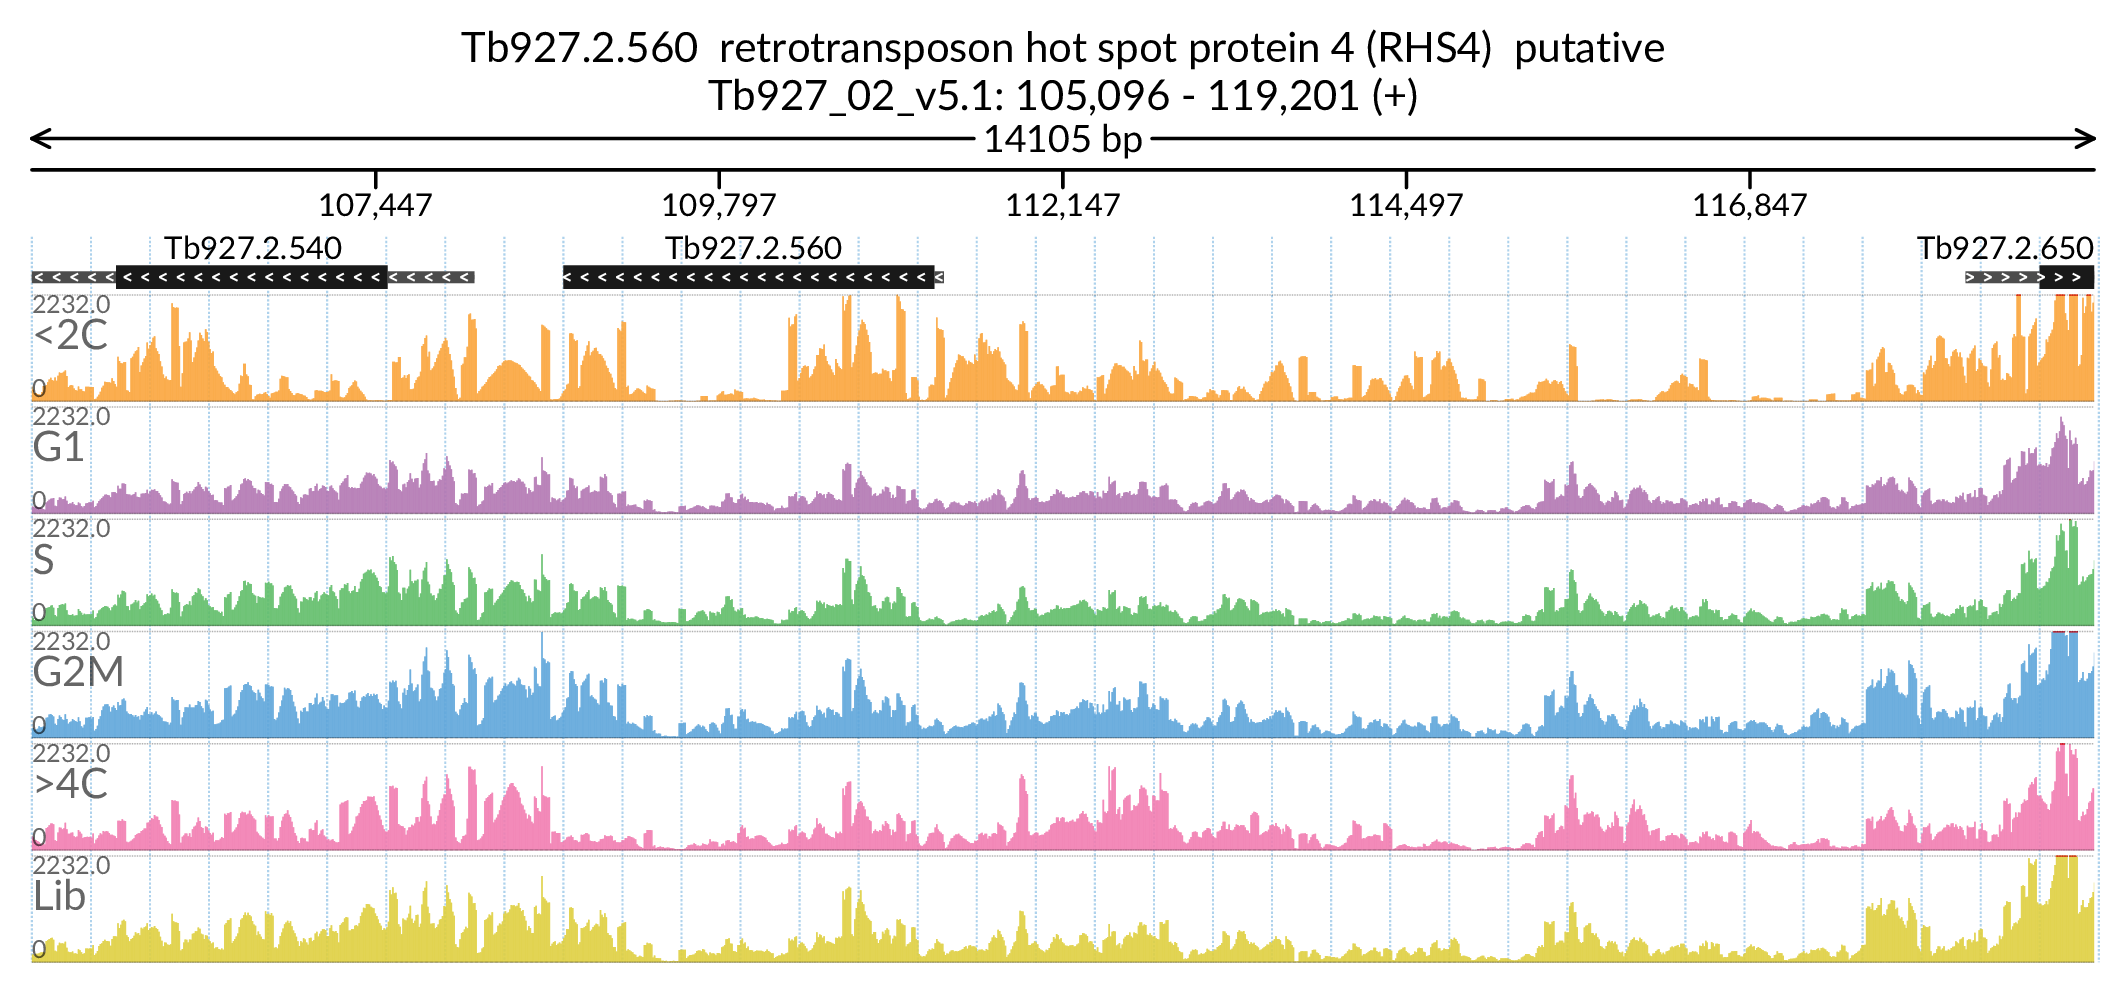 Tb927.2.560  retrotransposon hot spot protein 4 (RHS4)  putative
Tb927_02_v5.1: 105,096 - 119,201 (+)
14105 bp
107,447 109,797 112,147 114,497 116,847
Tb927.2.540 Tb927.2.560 Tb927.2.650
2232.0
<2C
0
2232.0
G1
0
2232.0
S
0
2232.0
G2M
0
2232.0
>4C
0
2232.0
Lib
0